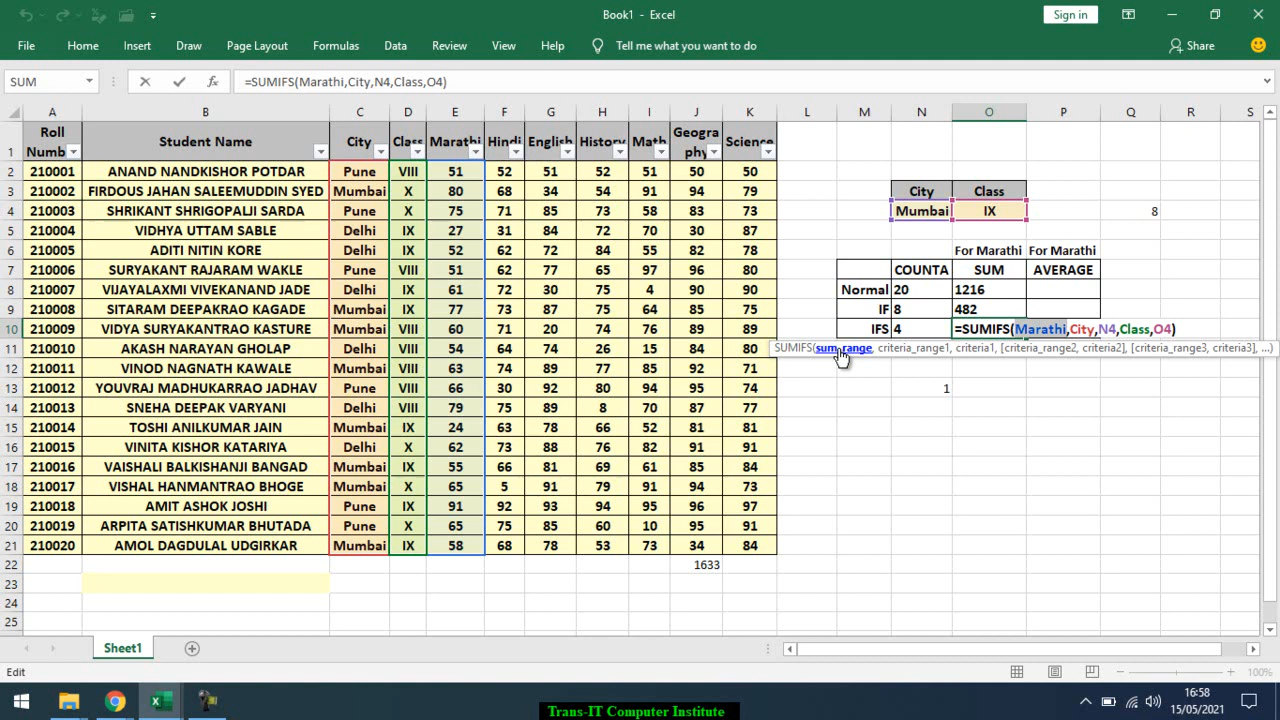 Book1 - Excel
Sign in
File Home Insert Draw Page Layout Formulas Data Review View Help Tell me what you want to do Share
SUM =SUMIFS(Marathi,City,N4,Class,O4)
A B C D E F G H I J K L M N O P Q R S
1 Roll Numb Student Name City Class Marathi Hindi English History Math Geogra phy Science
2 210001 ANAND NANDKISHOR POTDAR Pune VIII 51 52 51 52 51 50 50
3 210002 FIRDOUS JAHAN SALEEMUDDIN SYED Mumbai X 80 68 34 54 91 94 79 City Class
4 210003 SHRIKANT SHRIGOPALJI SARDA Pune X 75 71 85 73 58 83 73 Mumbai IX 8
5 210004 VIDHYA UTTAM SABLE Delhi IX 27 31 84 72 70 30 87
6 210005 ADITI NITIN KORE Delhi IX 52 62 72 84 55 82 78 For Marathi For Marathi
7 210006 SURYAKANT RAJARAM WAKLE Pune VIII 51 62 77 65 97 96 80 COUNTA SUM AVERAGE
8 210007 VIJAYALAXMI VIVEKANAND JADE Delhi IX 61 72 30 75 4 90 90 Normal 20 1216
9 210008 SITARAM DEEPAKRAO KAGADE Mumbai VIII 73 87 75 75 64 85 75 IF 8 482
10 210009 VIDYA SURYAKANTRAO KASTURE Mumbai VIII 60 71 20 74 76 89 89 IFS 4 =SUMIFS(Marathi,City,N4,Class,O4)
11 210010 AKASH NARAYAN GHOLAP Delhi VIII 54 64 74 26 15 84 80 SUMIFS(sum_range, criteria_range1, criteria1, [criteria_range2, criteria2], [criteria_range3, criteria3], ...)
12 210011 VINOD NAGNATH KAWALE Mumbai VIII 63 74 89 77 85 92 71
13 210012 YOUVRAJ MADHUKARRAO JADHAV Pune VIII 66 30 92 80 94 95 74 1
14 210013 SNEHA DEEPAK VARYANI Delhi VIII 79 75 89 8 70 87 77
15 210014 TOSHI ANILKUMAR JAIN Mumbai IX 24 63 78 66 52 81 81
16 210015 VINITA KISHOR KATARIYA Delhi X 62 73 88 76 82 91 91
17 210016 VAISHALI BALKISHANJI BANGAD Mumbai IX 55 66 81 69 61 85 84
18 210017 VISHAL HANMANTRAO BHOGE Mumbai X 65 5 91 79 91 94 73
19 210018 AMIT ASHOK JOSHI Pune IX 91 92 93 94 95 96 97
20 210019 ARPITA SATISHKUMAR BHUTADA Pune X 65 75 85 60 10 95 91
21 210020 AMOL DAGDULAL UDGIRKAR Mumbai IX 58 68 78 53 73 34 84
22 1633
23
24
25
Sheet1
Edit 100%
16:58
15/05/2021
Trans-IT Computer Institute